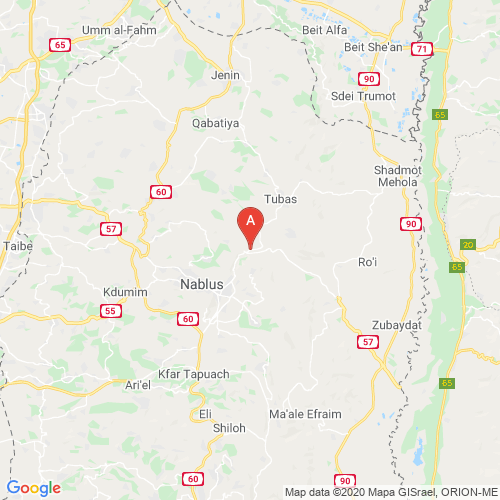 Umm al-Fahm
Beit Alfa
65
Beit She'an
71
Jenin
90
Sdei Trumot
65
Qabatiya
Shadmot
Mehola
60
Tubas
A
57
90
Taibe
20
Ro'i
65
Kdumim
Nablus
55
60
Zubaydat
57
Kfar Tapuach
Ari'el
65
Eli
Ma'ale Efraim
Shiloh
60
90
Google
Map data ©2020 Mapa GISrael, ORION-ME